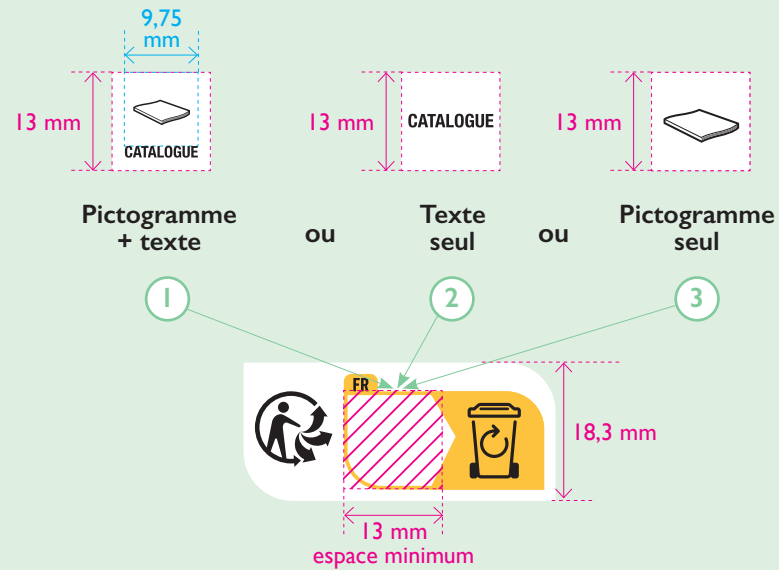 9,75
mm
13 mm
CATALOGUE
13 mm
CATALOGUE
13 mm
Pictogramme
+ texte
ou
Texte
seul
ou
Pictogramme
seul
1
2
3
FR
18,3 mm
13 mm
espace minimum